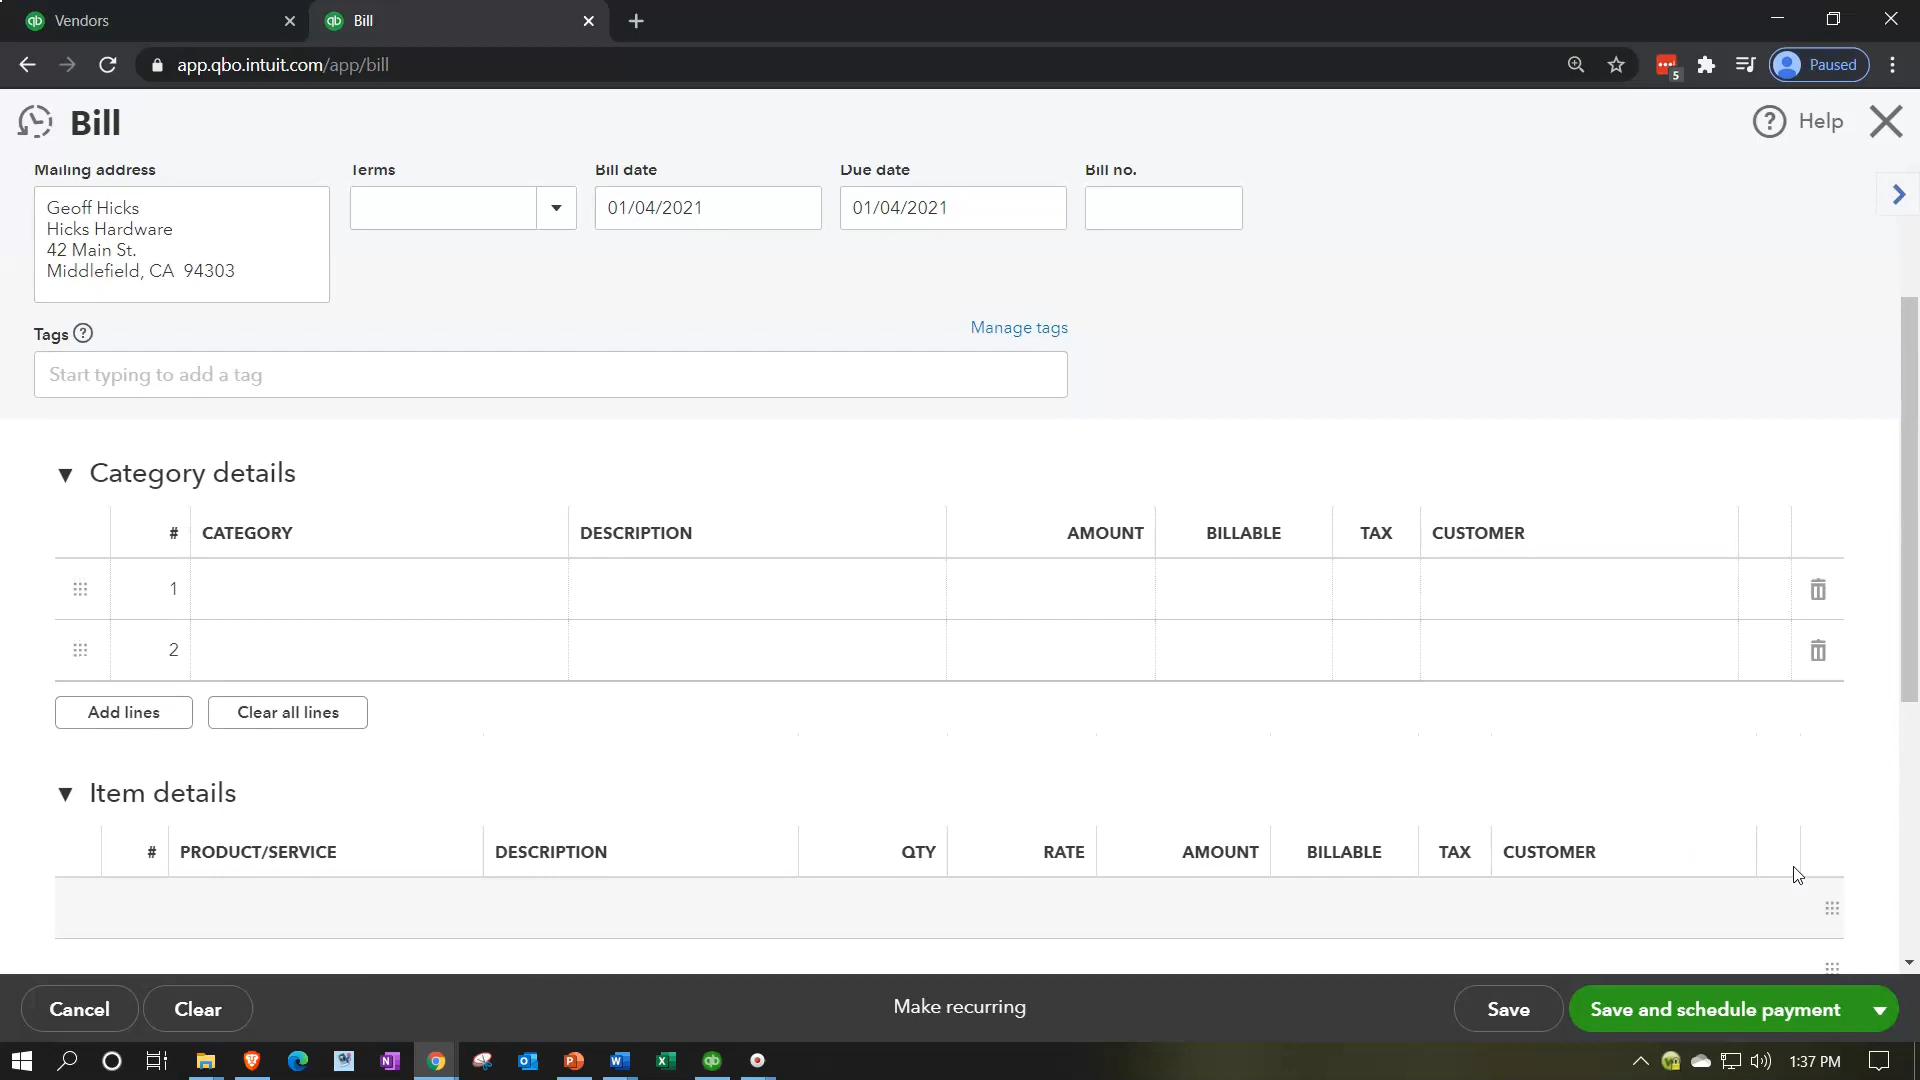 Vendors
Bill
app.qbo.intuit.com/app/bill
5
Paused
Bill
? Help
Mailing address
Terms
Bill date
Due date
Bill no.
Geoff Hicks
Hicks Hardware
42 Main St.
Middlefield, CA 94303
01/04/2021
01/04/2021
Tags ?
Manage tags
Start typing to add a tag
Category details
# CATEGORY DESCRIPTION AMOUNT BILLABLE TAX CUSTOMER
1
2
Add lines
Clear all lines
Item details
# PRODUCT/SERVICE DESCRIPTION QTY RATE AMOUNT BILLABLE TAX CUSTOMER
Cancel
Clear
Make recurring
Save
Save and schedule payment
1:37 PM